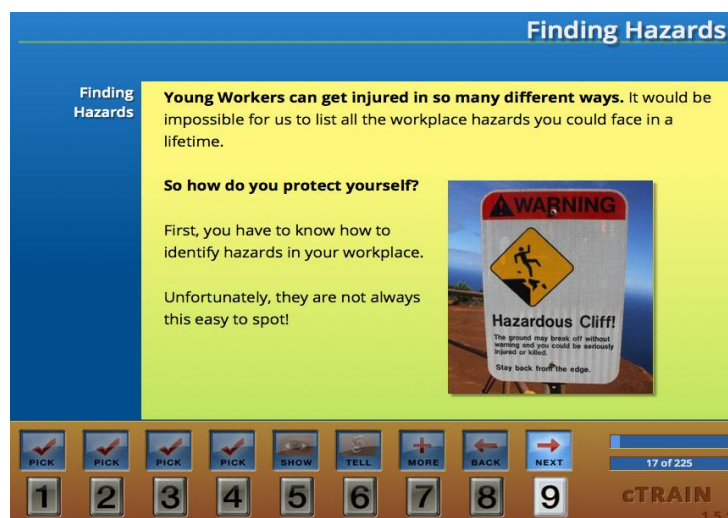 Finding Hazards
Finding
Hazards
Young Workers can get injured in so many different ways. It would be
impossible for us to list all the workplace hazards you could face in a
lifetime.
So how do you protect yourself?
First, you have to know how to
identify hazards in your workplace.
Unfortunately, they are not always
this easy to spot!
WARNING
Hazardous Cliff!
The ground may break off without
warning and you could be seriously
injured or killed.
Stay back from the edge.
PICK PICK PICK PICK SHOW TELL MORE BACK NEXT
1 2 3 4 5 6 7 8 9
17 of 225
cTRAIN